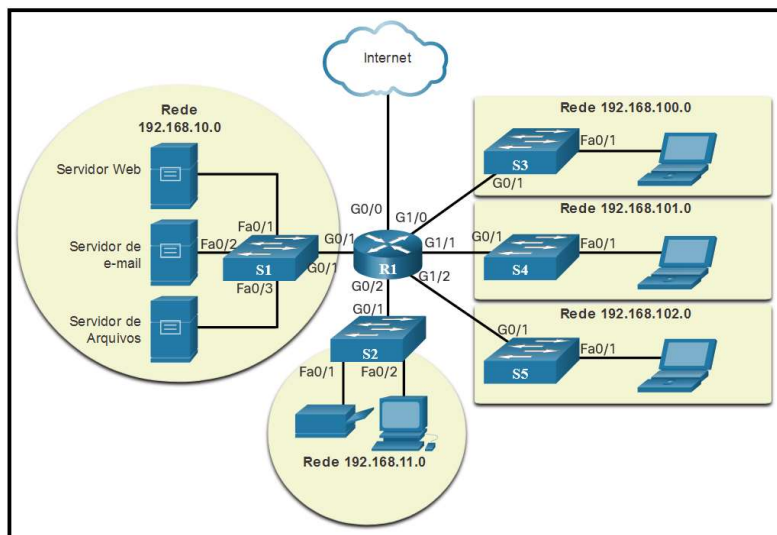 Internet
Rede
192.168.10.0
Servidor Web
Servidor de
e-mail
Servidor de
Arquivos
Fa0/1
Fa0/2
Fa0/3
S1
G0/1
G0/1
G0/0
G1/0
G1/1
G1/2
R1
G0/2
G0/1
S2
Fa0/1
Fa0/2
Rede 192.168.11.0
Rede 192.168.100.0
Fa0/1
S3
G0/1
Rede 192.168.101.0
G0/1
Fa0/1
S4
Rede 192.168.102.0
G0/1
Fa0/1
S5